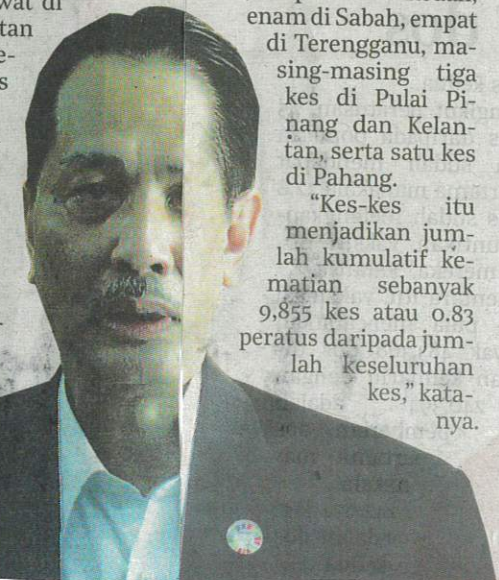 wat di
tan
e-
s
enam di Sabah, empat
di Terengganu, ma-
sing-masing tiga
kes di Pulai Pi-
nang dan Kelan-
tan, serta satu kes
di Pahang.
“Kes-kes itu
menjadikan jum-
lah kumulatif ke-
matian sebanyak
9,855 kes atau 0.83
peratus daripada jum-
lah keseluruhan
kes,” kata-
nya.